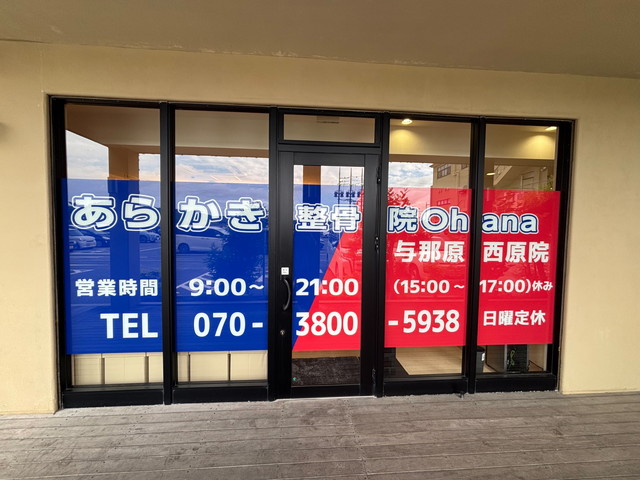 あらかき整骨院Ohana
与那原西原院
営業時間 9:00～21:00 (15:00～17:00)休み
TEL 070-3800-5938 日曜定休